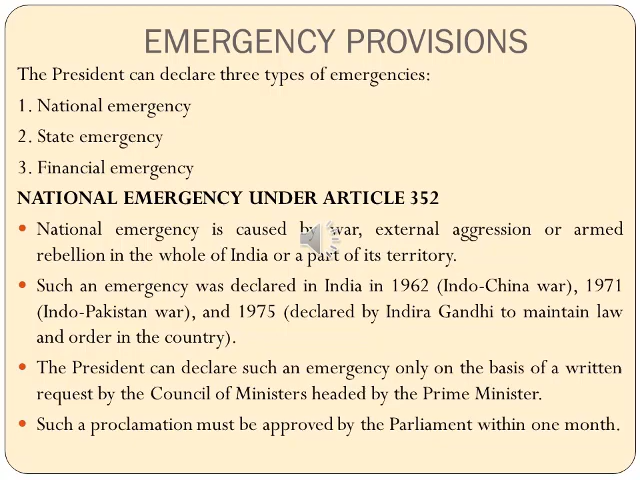 EMERGENCY PROVISIONS
The President can declare three types of emergencies:
1. National emergency
2. State emergency
3. Financial emergency
NATIONAL EMERGENCY UNDER ARTICLE 352
• National emergency is caused by war, external aggression or armed
rebellion in the whole of India or a part of its territory.
• Such an emergency was declared in India in 1962 (Indo-China war), 1971
(Indo-Pakistan war), and 1975 (declared by Indira Gandhi to maintain law
and order in the country).
• The President can declare such an emergency only on the basis of a written
request by the Council of Ministers headed by the Prime Minister.
• Such a proclamation must be approved by the Parliament within one month.